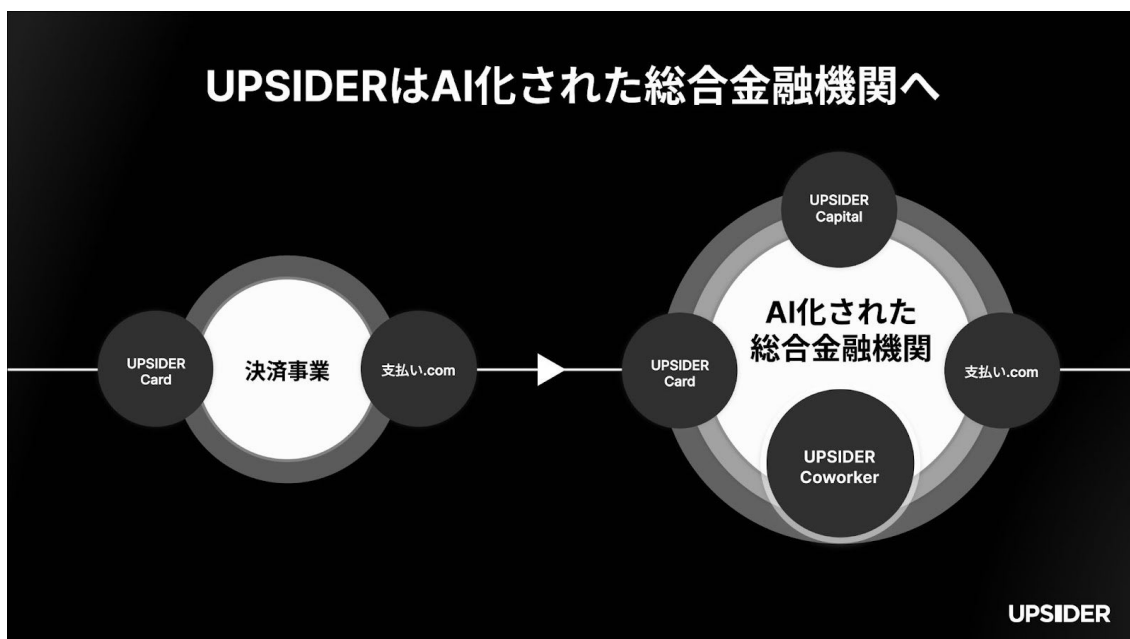 UPSIDERはAI化された総合金融機関へ
UPSIDER
Card
決済事業
支払い.com
UPSIDER
Capital
UPSIDER
Card
AI化された
総合金融機関
支払い.com
UPSIDER
Coworker
UPSIDER